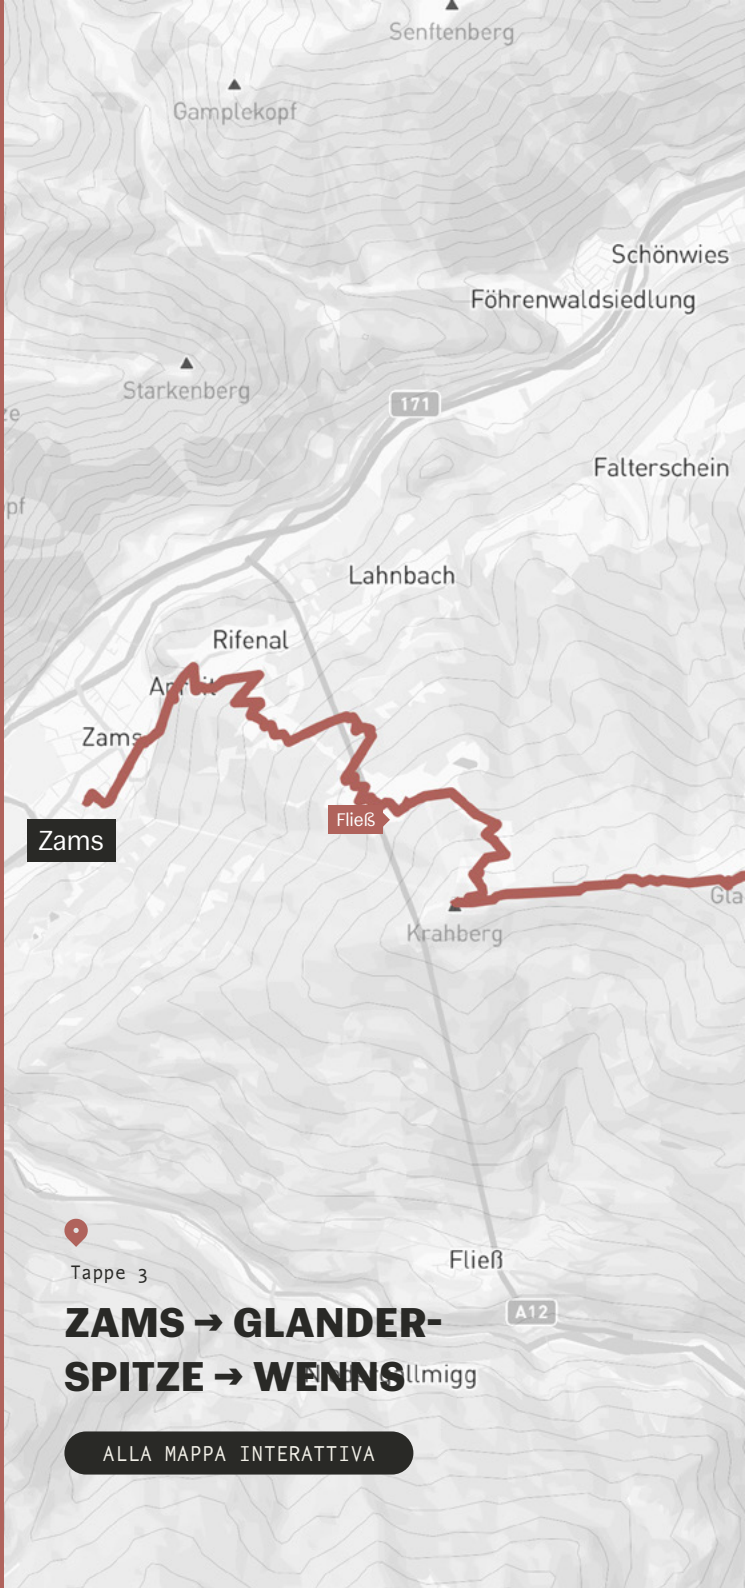 Senftenberg
Gamplekopf
Schönwies
Föhrenwaldsiedlung
Starkenberg
171
Falterschein
Lahnbach
Rifenal
Zams
Zams
Fließ
Krahberg
Fließ
Tappe 3
A12
ZAMS → GLANDER-
SPITZE → WENNS
ALLA MAPPA INTERATTIVA